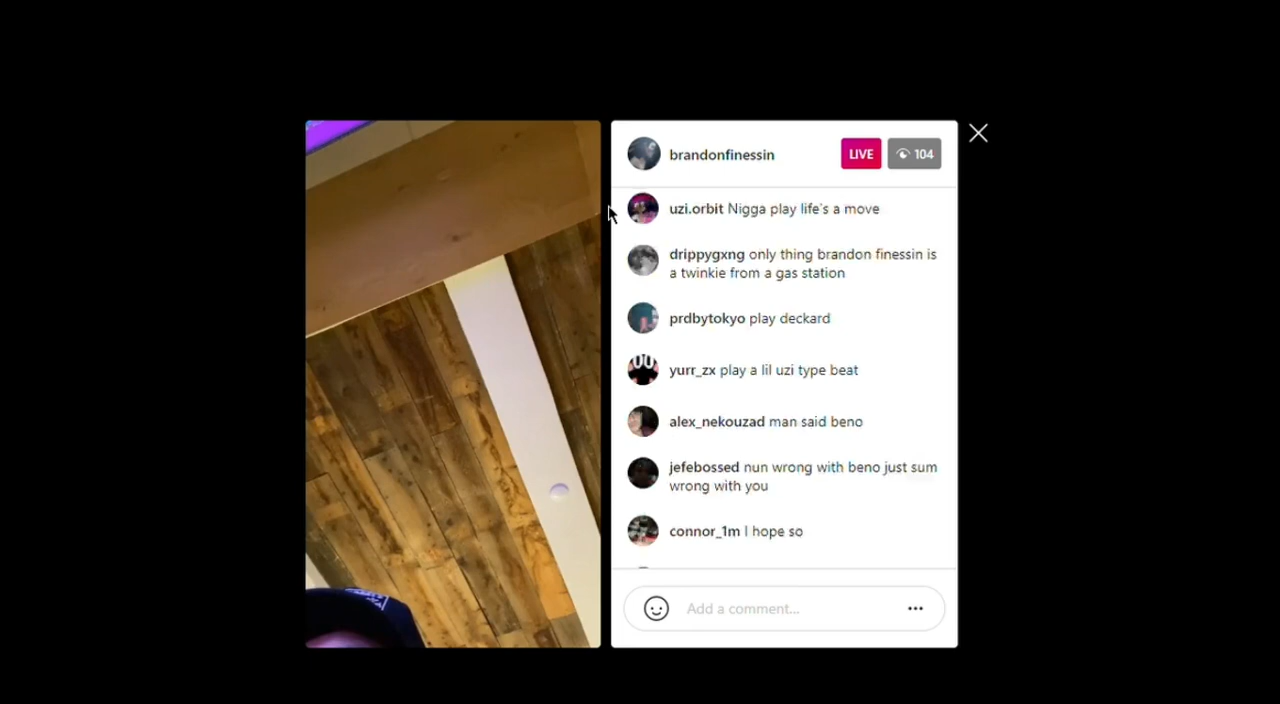 brandonfinessin LIVE 104
uzi.orbit Nigga play life's a move
drippygxng only thing brandon finessin is
a twinkie from a gas station
prdbytokyo play deckard
yurr_zx play a lil uzi type beat
alex_nekouzad man said beno
jefebossed nun wrong with beno just sum
wrong with you
connor_1m I hope so
Add a comment...